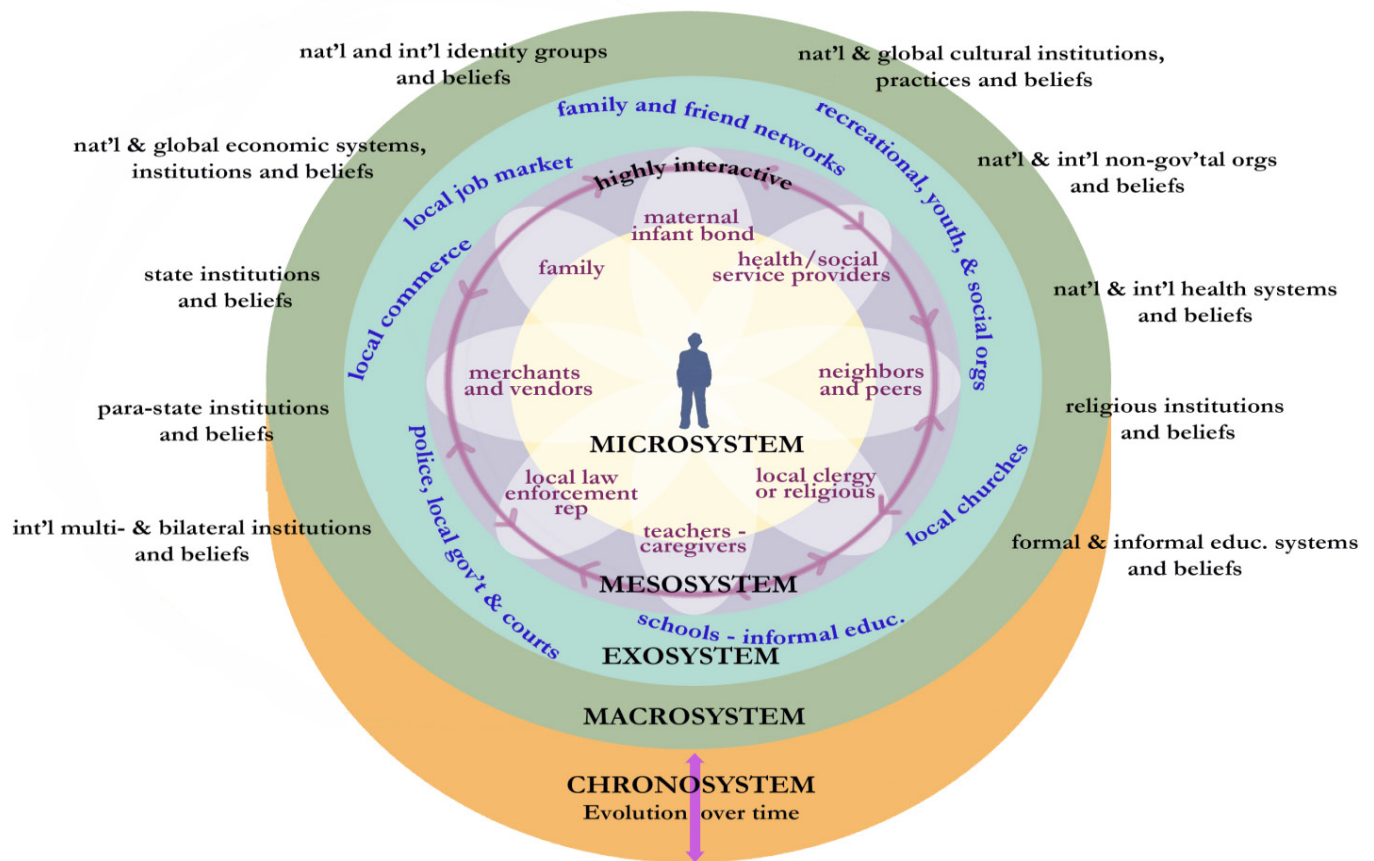 nat'l and int'l identity groups
and beliefs
nat'l & global cultural institutions,
practices and beliefs
nat'l & global economic systems,
institutions and beliefs
nat'l & int'l non-gov'tal orgs
and beliefs
state institutions
and beliefs
nat'l & int'l health systems
and beliefs
para-state institutions
and beliefs
religious institutions
and beliefs
int'l multi- & bilateral institutions
and beliefs
formal & informal educ. systems
and beliefs
family and friend networks
recreational, youth, & social orgs
local job market
local commerce
police, local gov't & courts
local churches
schools - informal educ.
highly interactive
maternal
infant bond
family
health/social
service providers
merchants
and vendors
neighbors
and peers
MICROSYSTEM
local law
enforcement
rep
local clergy
or religious
teachers -
caregivers
MESOSYSTEM
EXOSYSTEM
MACROSYSTEM
CHRONOSYSTEM
Evolution over time